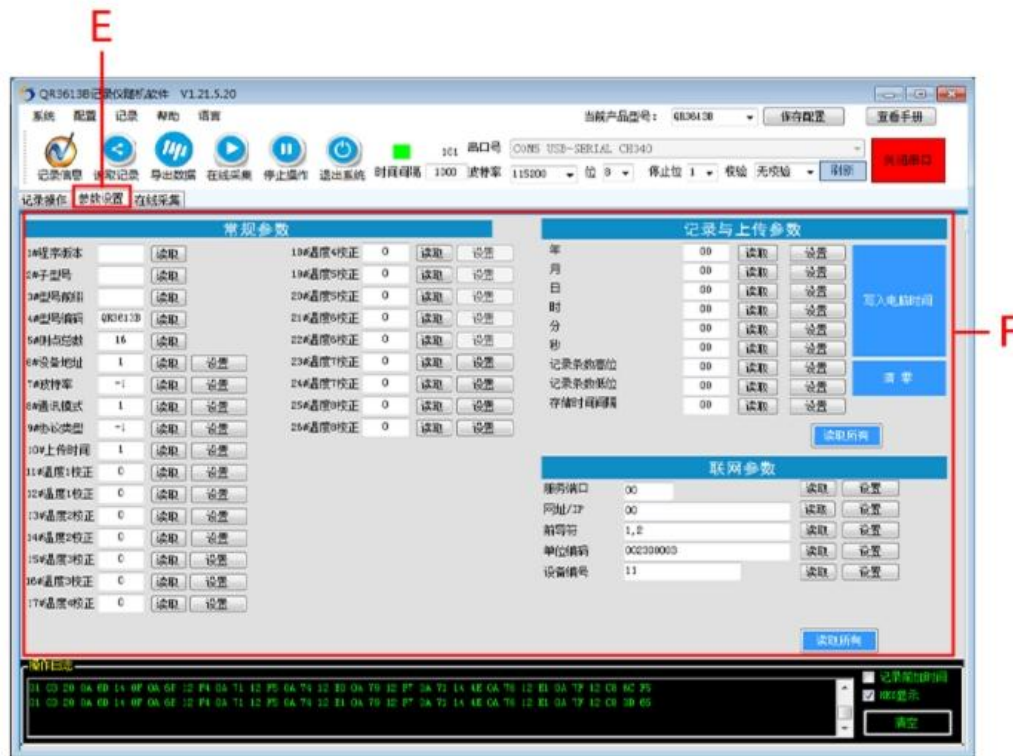 E
QR3613B记录仪随机软件 V1.21.5.20
系统 配置 记录 帮助 语言 当前产品型号: QR3613B 保存配置 查看手册
101 串口号 COM5 USB-SERIAL CH340
记录信息 读取记录 导出数据 在线采集 停止操作 退出系统 时间间隔 1000 波特率 115200 位 8 停止位 1 校验 无校验 刷新 关闭串口
记录操作 参数设置 在线采集
常规参数
1#程序版本 读取
2#子型号 读取
3#型号前缀 读取
4#型号编码 QR3613B 读取
5#测点总数 16 读取
6#设备地址 1 读取 设置
7#波特率 -1 读取 设置
8#通讯模式 1 读取 设置
9#协议类型 -1 读取 设置
10#上传时间 1 读取 设置
11#温度1校正 0 读取 设置
12#温度1校正 0 读取 设置
13#温度2校正 0 读取 设置
14#温度2校正 0 读取 设置
15#温度3校正 0 读取 设置
16#温度3校正 0 读取 设置
17#温度4校正 0 读取 设置
18#温度4校正 0 读取 设置
19#温度5校正 0 读取 设置
20#温度5校正 0 读取 设置
21#温度6校正 0 读取 设置
22#温度6校正 0 读取 设置
23#温度7校正 0 读取 设置
24#温度7校正 0 读取 设置
25#温度8校正 0 读取 设置
26#温度8校正 0 读取 设置
记录与上传参数
年 00 读取 设置
月 00 读取 设置
日 00 读取 设置
时 00 读取 设置
分 00 读取 设置
秒 00 读取 设置
记录条数高位 00 读取 设置
记录条数低位 00 读取 设置
存储时间间隔 00 读取 设置
写入电脑时间
清 零
读取所有
F
联网参数
服务端口 00 读取 设置
网址/IP 00 读取 设置
前导符 1,2 读取 设置
单位编码 002300003 读取 设置
设备编号 11 读取 设置
读取所有
操作日志
记录前加时间
HEX显示
清空